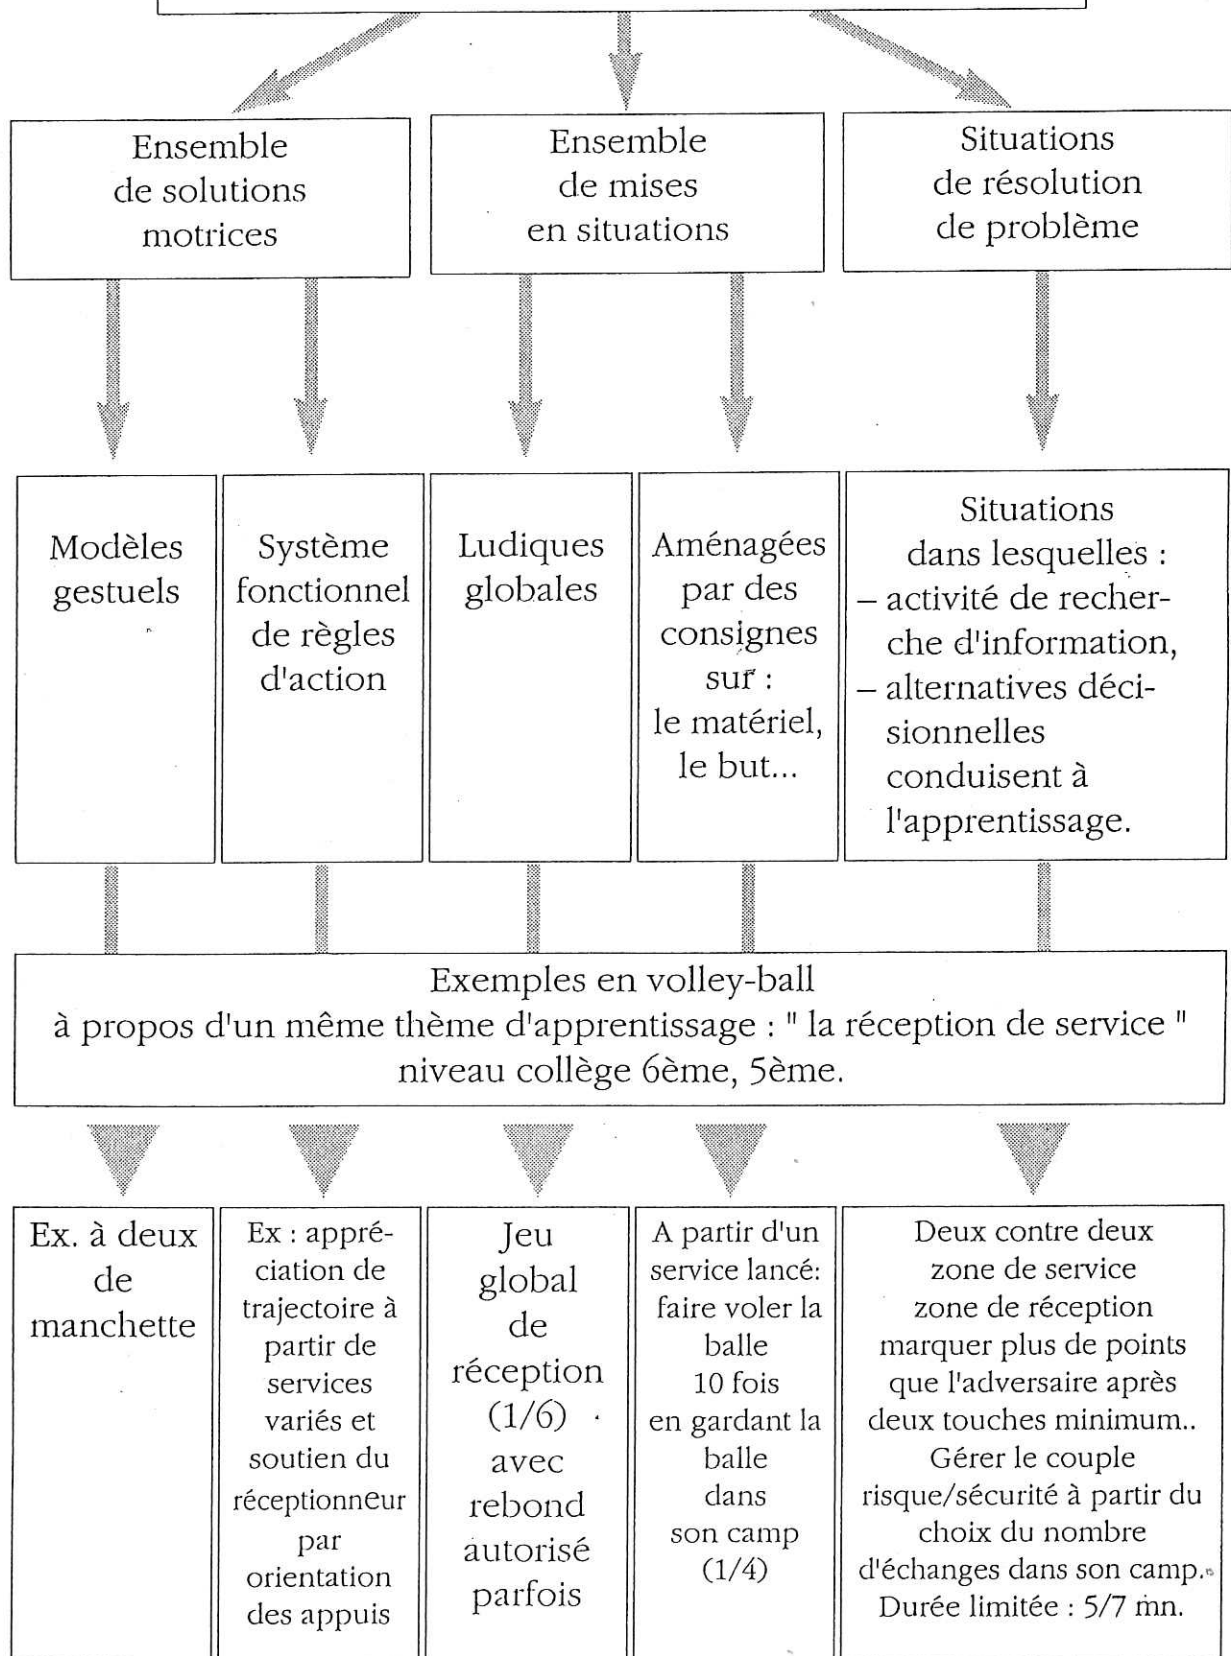 Ensemble
de solutions
motrices
Ensemble
de mises
en situations
Situations
de résolution
de problème
Modèles
gestuels
Système
fonctionnel
de règles
d'action
Ludiques
globales
Aménagées
par des
consignes
sur :
le matériel,
le but...
Situations
dans lesquelles :
– activité de recher-
che d'information,
– alternatives déci-
sionnelles
conduisent à
l'apprentissage.
Exemples en volley-ball
à propos d'un même thème d'apprentissage : " la réception de service "
niveau collège 6ème, 5ème.
Ex. à deux
de
manchette
Ex : appré-
ciation de
trajectoire à
partir de
services
variés et
soutien du
réceptionneur
par
orientation
des appuis
Jeu
global
de
réception
(1/6)
avec
rebond
autorisé
parfois
A partir d'un
service lancé:
faire voler la
balle
10 fois
en gardant la
balle
dans
son camp
(1/4)
Deux contre deux
zone de service
zone de réception
marquer plus de points
que l'adversaire après
deux touches minimum..
Gérer le couple
risque/sécurité à partir du
choix du nombre
d'échanges dans son camp.
Durée limitée : 5/7 mn.